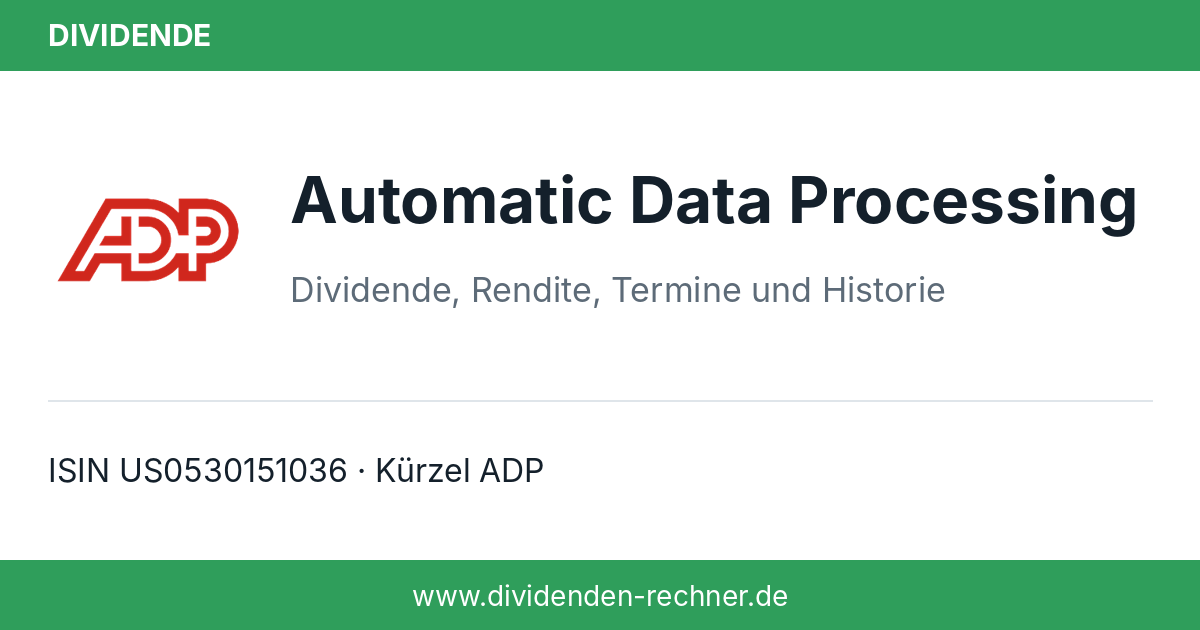 DIVIDENDE
ADP
Automatic Data Processing
Dividende, Rendite, Termine und Historie
ISIN US0530151036 · Kürzel ADP
www.dividenden-rechner.de